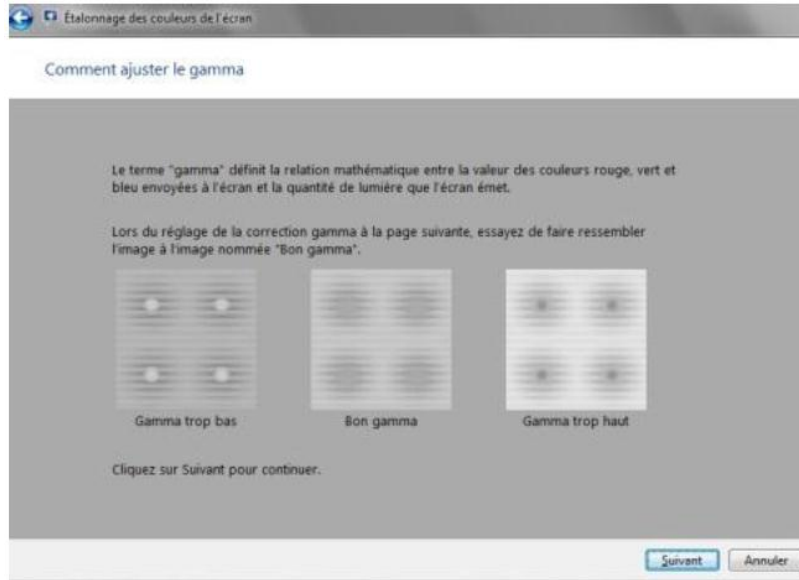 Étalonnage des couleurs de l'écran
Comment ajuster le gamma
Le terme "gamma" définit la relation mathématique entre la valeur des couleurs rouge, vert et
bleu envoyées à l'écran et la quantité de lumière que l'écran émet.
Lors du réglage de la correction gamma à la page suivante, essayez de faire ressembler
l'image à l'image nommée "Bon gamma".
Gamma trop bas
Bon gamma
Gamma trop haut
Cliquez sur Suivant pour continuer.
Suivant
Annuler